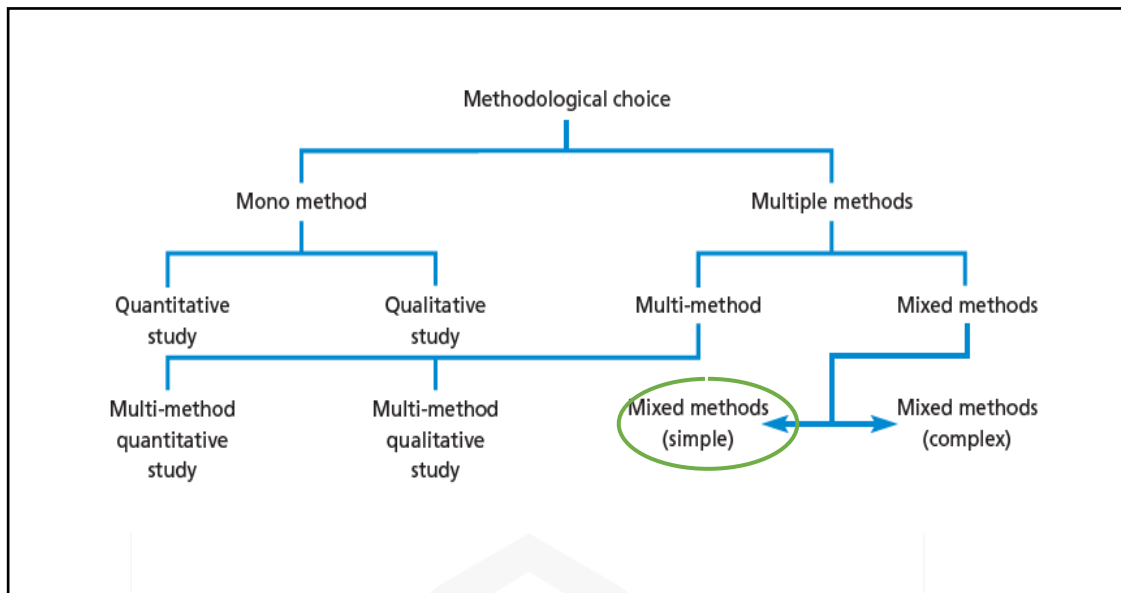 Methodological choice
Mono method
Multiple methods
Quantitative
study
Qualitative
study
Multi-method
Mixed methods
Multi-method
quantitative
study
Multi-method
qualitative
study
Mixed methods
(simple)
Mixed methods
(complex)